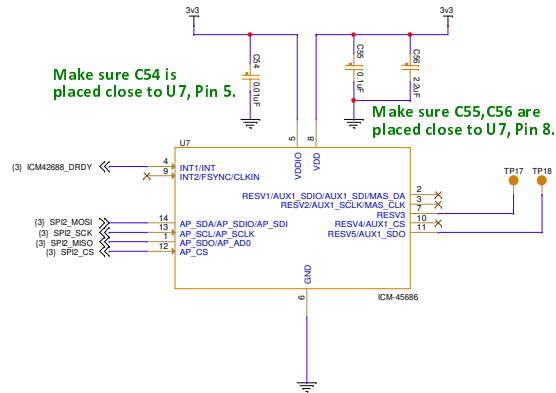 3v3
3v3
C54
0.01uF
C55
0.1uF
C56
2.2uF
Make sure C54 is
placed close to U7, Pin 5.
Make sure C55,C56 are
placed close to U7, Pin 8.
U7
5
8
VDDIO
VDD
{3} ICM42688_DRDY
4
INT1/INT
9
INT2/FSYNC/CLKIN
TP17
TP18
RESV1/AUX1_SDIO/AUX1_SDI/MAS_DA
2
RESV2/AUX1_SCLK/MAS_CLK
3
RESV3
7
RESV4/AUX1_CS
10
RESV5/AUX1_SDO
11
{3} SPI2_MOSI
14
AP_SDA/AP_SDIO/AP_SDI
{3} SPI2_SCK
13
AP_SCL/AP_SCLK
{3} SPI2_MISO
1
AP_SDO/AP_AD0
{3} SPI2_CS
12
AP_CS
GND
6
ICM-45686